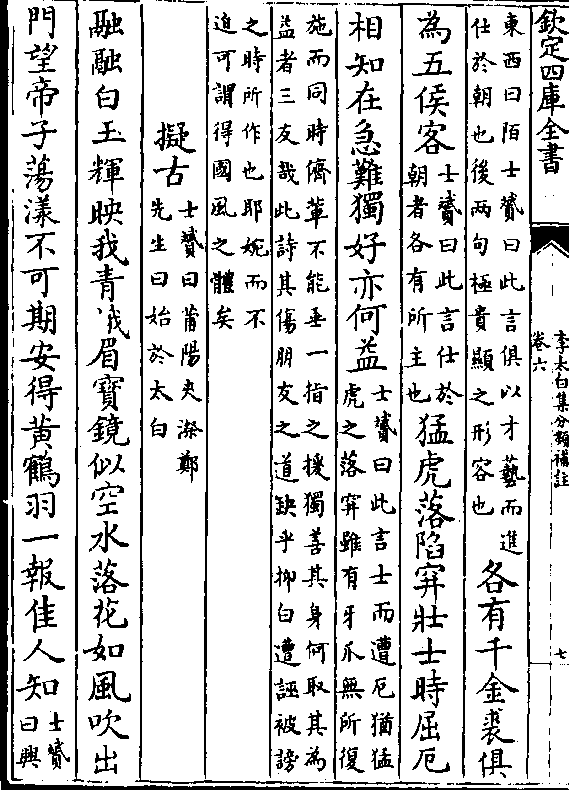 欽定四庫全書
李太白集分類補註
卷六
七
東西曰陌士贇曰此言俱以才藝而進
仕於朝也後兩句極貴顯之形容也
各有千金裘俱
為五侯客
士贇曰此言仕於
朝者各有所主也
猛虎落陷穽壯士時屈厄
相知在急難獨好亦何益
士贇曰此言士而遭厄猶猛
虎之落穽雖有牙爪無所復
施而同時儕輩不能垂一指之援獨善其身何取其為
益者三友哉此詩其傷朋友之道缺乎抑白遭誣被謗
之時所作也耶婉而不
迫可謂得國風之體矣
擬古
士贇曰莆陽夾漈鄭
先生曰始於太白
融融白玉輝映我青蛾眉寶鏡似空水落花如風吹出
門望帝子蕩漾不可期安得黃鶴羽一報佳人知
士贇
曰興